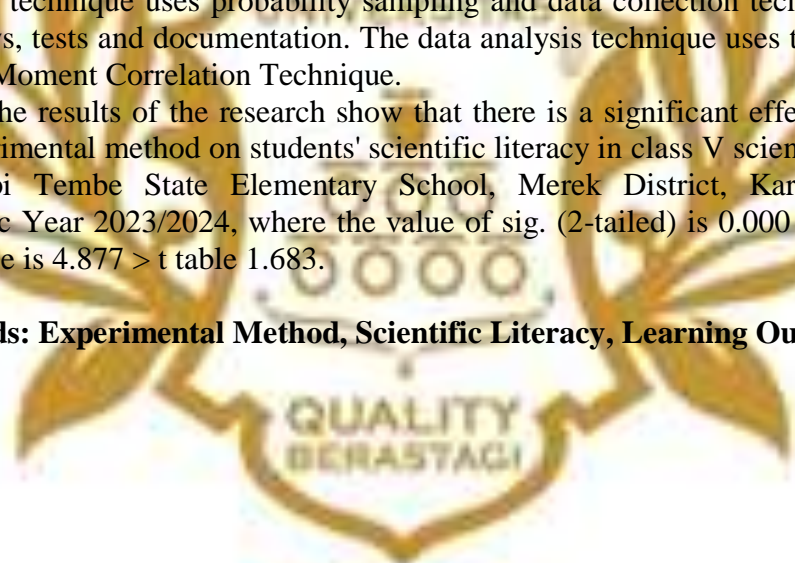 technique uses probability sampling and data collection tec
s, tests and documentation. The data analysis technique uses t
Moment Correlation Technique.
he results of the research show that there is a significant effe
imental method on students' scientific literacy in class V scien
oi Tembe State Elementary School, Merek District, Kar
c Year 2023/2024, where the value of sig. (2-tailed) is 0.000
e is 4.877 > t table 1.683.
ds: Experimental Method, Scientific Literacy, Learning Ou
QUALITY
BERASTAGI